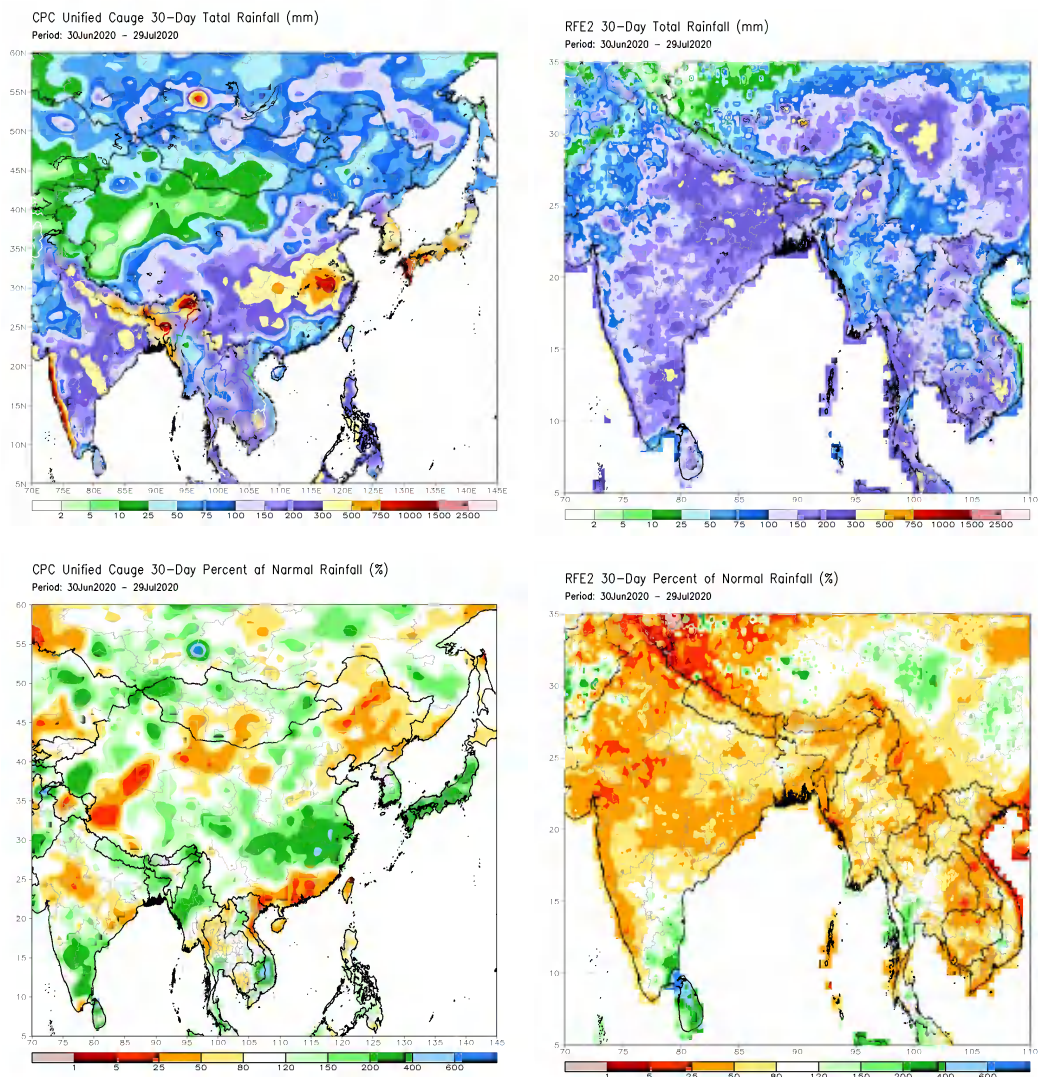 CPC Unified Cauge 30-Day Tatal Rainfall (mm)
Period: 30Jun2020 - 29Jul2020
60N
55N
50N
45N
40N
35N
30N
25N
20N
15N
10N
5N
70E 75E 80E 85E 90E 95E 100E 105E 110E 115E 120E 125E 130E 135E 140E 145E
2 5 10 25 50 75 100 150 200 300 500 750 1000 1500 2500
RFE2 30-Day Total Rainfall (mm)
Period: 30Jun2020 - 29Jul2020
35
30
25
20
15
10
5
70 75 80 85 90 95 100 105 110
2 5 10 25 50 75 100 150 200 300 500 750 1000 1500 2500
CPC Unified Cauge 30-Day Percent af Narmal Rainfall (%)
Period: 30Jun2020 - 29Jul2020
60
55
50
45
40
35
30
25
20
15
10
5
70 75 80 85 90 95 100 105 110 115 120 125 130 135 140 145
1 5 25 50 80 120 150 200 400 600
RFE2 30-Day Percent of Normal Rainfall (%)
Period: 30Jun2020 - 29Jul2020
35
30
25
20
15
10
5
70 75 80 85 90 95 100 105 110
1 5 25 50 80 120 150 200 400 600